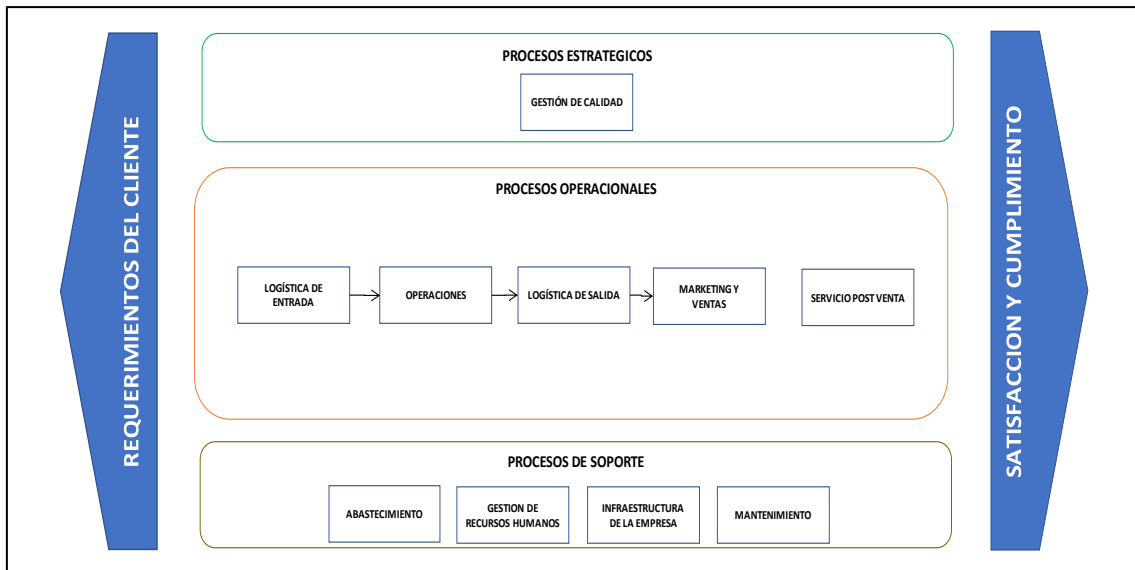 REQUERIMIENTOS DEL CLIENTE
PROCESOS ESTRATEGICOS
GESTIÓN DE CALIDAD
PROCESOS OPERACIONALES
LOGÍSTICA DE
ENTRADA
OPERACIONES
LOGÍSTICA DE SALIDA
MARKETING Y
VENTAS
SERVICIO POST VENTA
PROCESOS DE SOPORTE
ABASTECIMIENTO
GESTION DE
RECURSOS HUMANOS
INFRAESTRUCTURA
DE LA EMPRESA
MANTENIMIENTO
SATISFACCION Y CUMPLIMIENTO